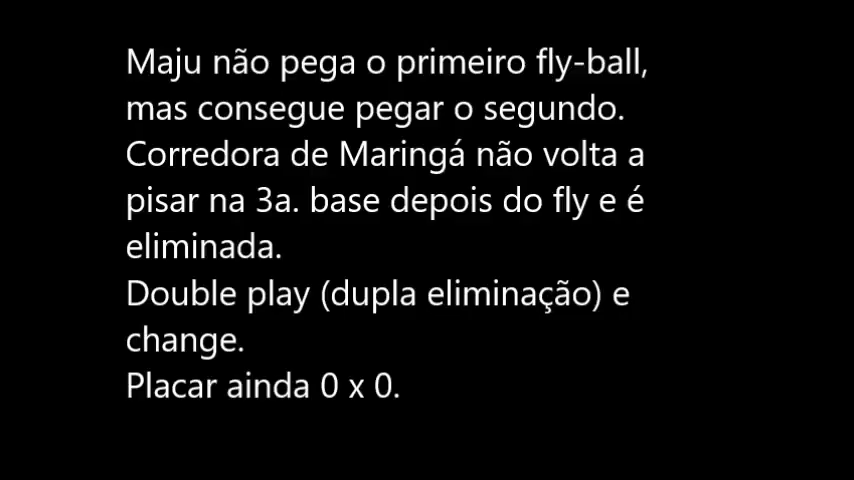 Maju não pega o primeiro fly-ball,
mas consegue pegar o segundo.
Corredora de Maringá não volta a
pisar na 3a. base depois do fly e é
eliminada.
Double play (dupla eliminação) e
change.
Placar ainda 0 x 0.